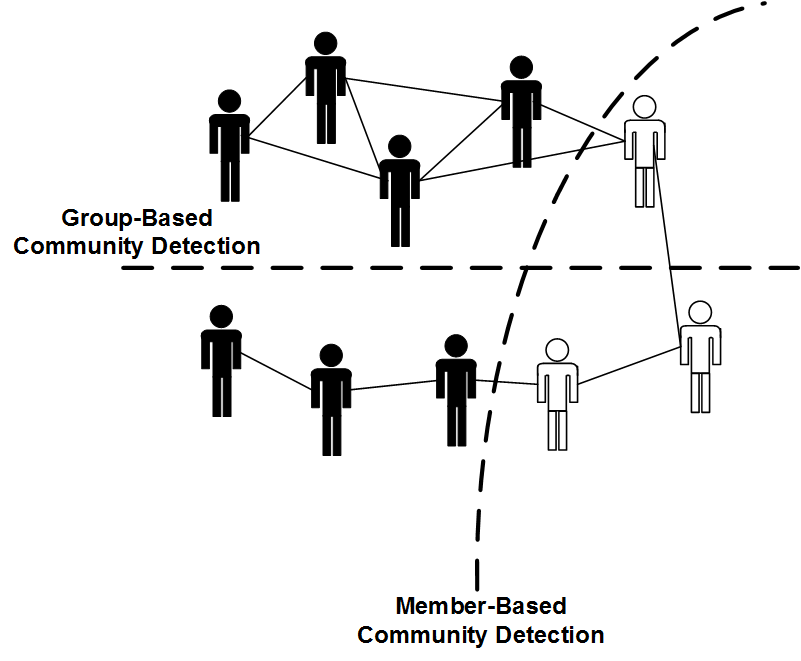 Group-Based
Community Detection
Member-Based
Community Detection